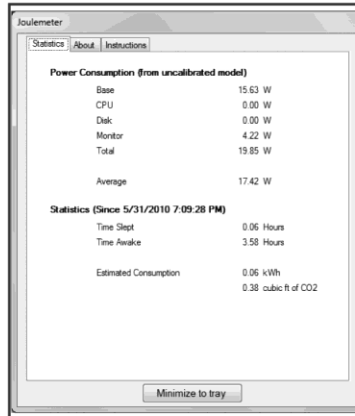 Joulemeter
Statistics About Instructions
Power Consumption (from uncalibrated model)
Base 15.63 W
CPU 0.00 W
Disk 0.00 W
Monitor 4.22 W
Total 19.85 W
Average 17.42 W
Statistics (Since 5/31/2010 7:09:28 PM)
Time Slept 0.06 Hours
Time Awake 3.58 Hours
Estimated Consumption 0.06 kWh
0.38 cubic ft of CO2
Minimize to tray